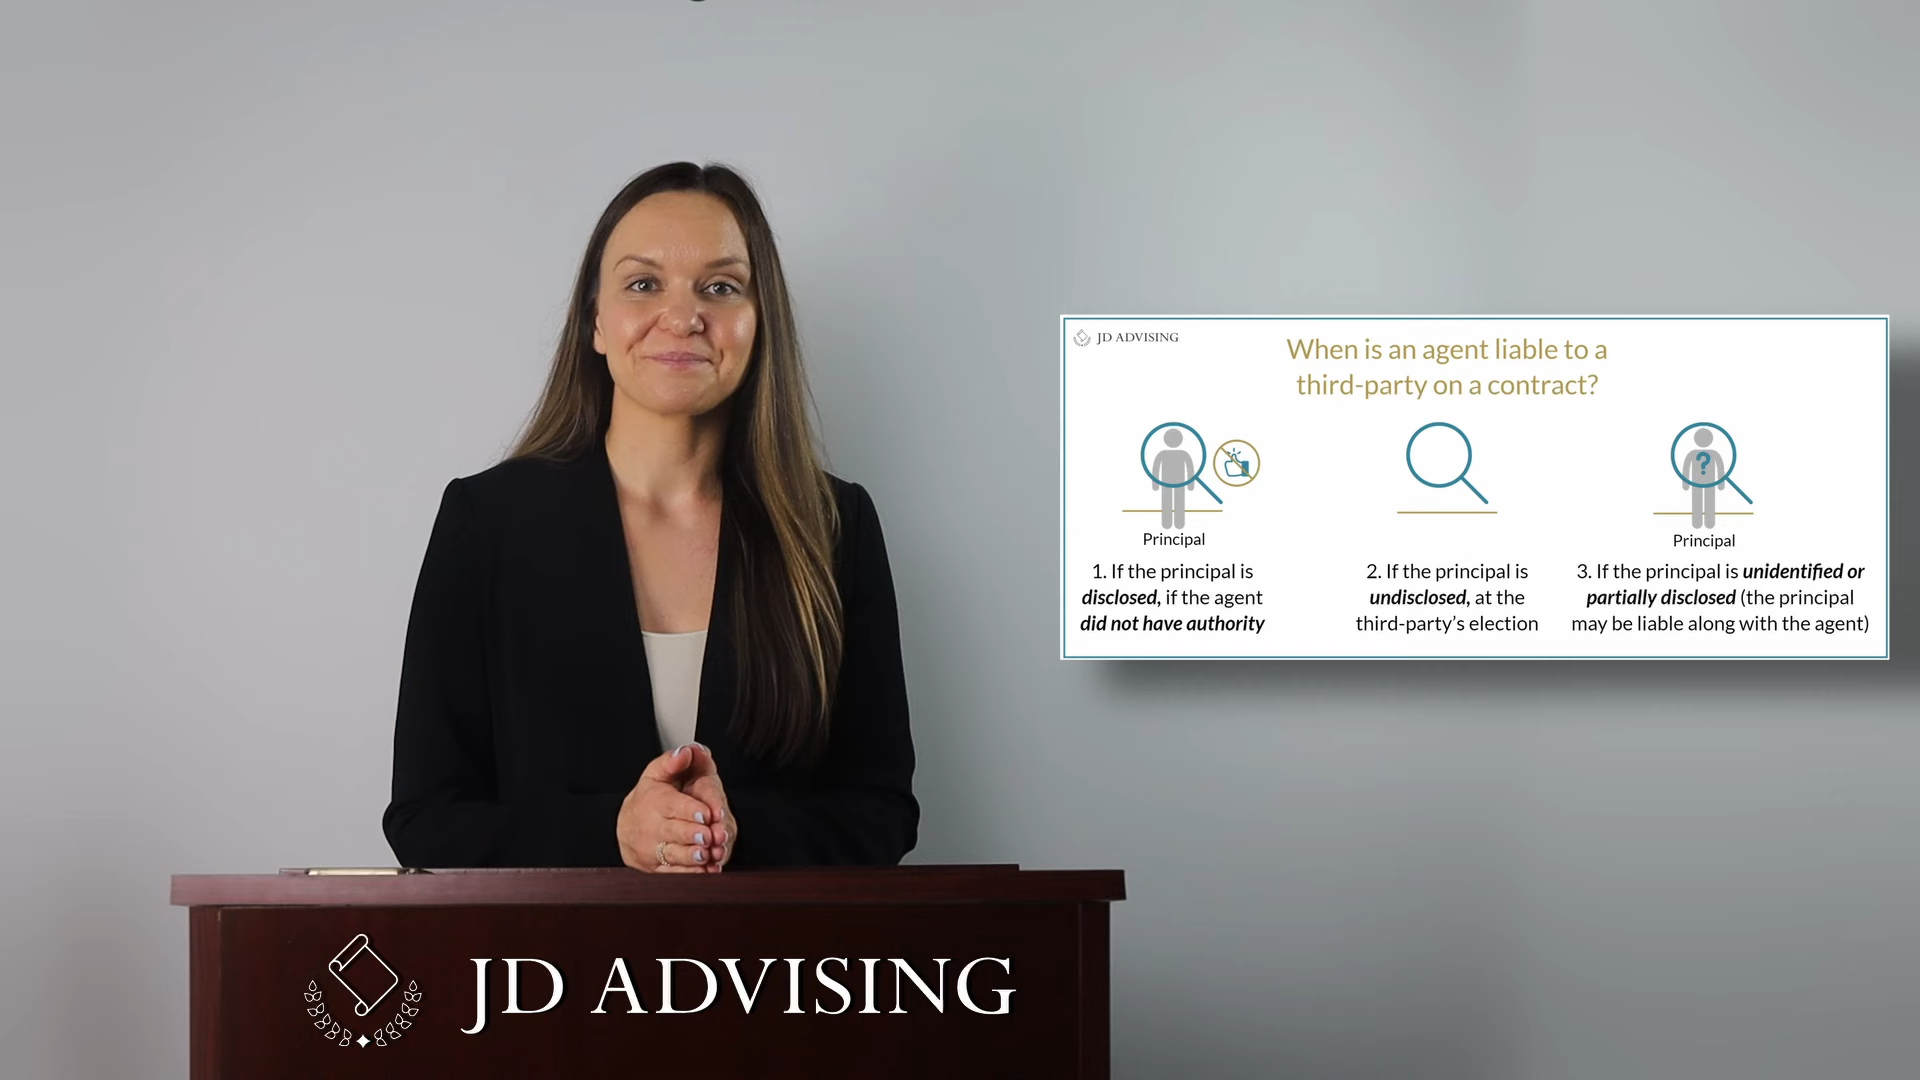 JD ADVISING
When is an agent liable to a
third-party on a contract?
Principal
1. If the principal is
disclosed, if the agent
did not have authority
2. If the principal is
undisclosed, at the
third-party's election
?
Principal
3. If the principal is unidentified or
partially disclosed (the principal
may be liable along with the agent)
JD ADVISING